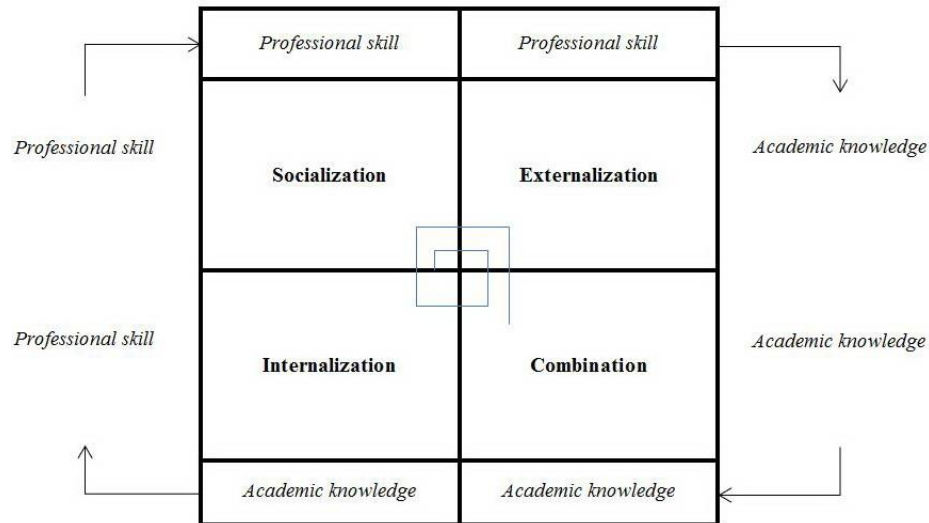 Professional skill Professional skill
Professional skill Academic knowledge
Socialization Externalization
Professional skill Academic knowledge
Internalization Combination
Academic knowledge Academic knowledge